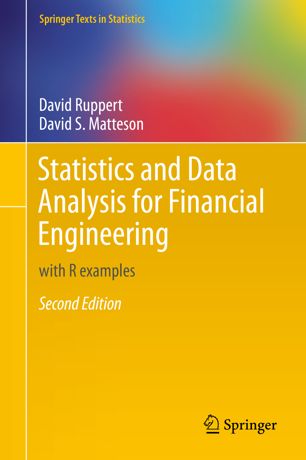 Springer Texts in Statistics
David Ruppert
David S. Matteson
Statistics and Data
Analysis for Financial
Engineering
with R examples
Second Edition
Springer